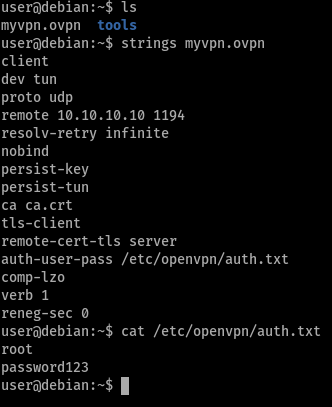 user@debian:~$ ls
myvpn.ovpn  tools
user@debian:~$ strings myvpn.ovpn
client
dev tun
proto udp
remote 10.10.10.10 1194
resolv-retry infinite
nobind
persist-key
persist-tun
ca ca.crt
tls-client
remote-cert-tls server
auth-user-pass /etc/openvpn/auth.txt
comp-lzo
verb 1
reneg-sec 0
user@debian:~$ cat /etc/openvpn/auth.txt
root
password123
user@debian:~$